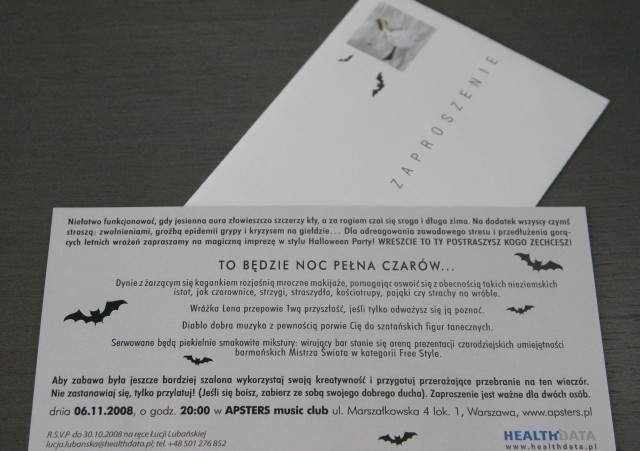 ZAPROSZENIE
Niełatwo funkcjonować, gdy jesienna aura złowieszczo szczerzy kły, a za rogiem czai się sroga i długa zima. Na dodatek wszyscy czymś
straszą: zwolnieniami, groźbą epidemii grypy i kryzysem na giełdzie... Dla odreagowania zawodowego stresu i przedłużenia gorą-
cych letnich wrażeń zapraszamy na magiczną imprezę w stylu Halloween Party! WRESZCIE TO TY POSTRASZYSZ KOGO ZECHCESZ!
TO BĘDZIE NOC PEŁNA CZARÓW...
Dynie z żarzącym się kagankiem rozjaśnią mroczne makijaże, pomagając oswoić się z obecnością takich nieziemskich
istot, jak czarownice, strzygi, straszydła, kościotrupy, pająki czy strachy na wróble.
Wróżka Lena przepowie Twą przyszłość, jeśli tylko odważysz się ją poznać.
Diabło dobra muzyka z pewnością porwie Cię do szatańskich figur tanecznych.
Serwowane będą piekielnie smakowite mikstury: wirujący bar stanie się areną prezentacji czarodziejskich umiejętności
barmańskich Mistrza Świata w kategorii Free Style.
Aby zabawa była jeszcze bardziej szalona wykorzystaj swoją kreatywność i przygotuj przerażające przebranie na ten wieczór.
Nie zastanawiaj się, tylko przylatuj! (Jeśli się boisz, zabierz ze sobą swojego dobrego ducha). Zaproszenie jest ważne dla dwóch osób.
dnia 06.11.2008, o godz. 20:00 w APSTERS music club ul. Marszałkowska 4 lok. 1, Warszawa, www.apsters.pl
R.S.V.P do 30.10.2008 na ręce Łucji Lubańskiej
lucja.lubanska@healthdata.pl; tel. +48 501 276 852
HEALTHDATA
www.healthdata.pl